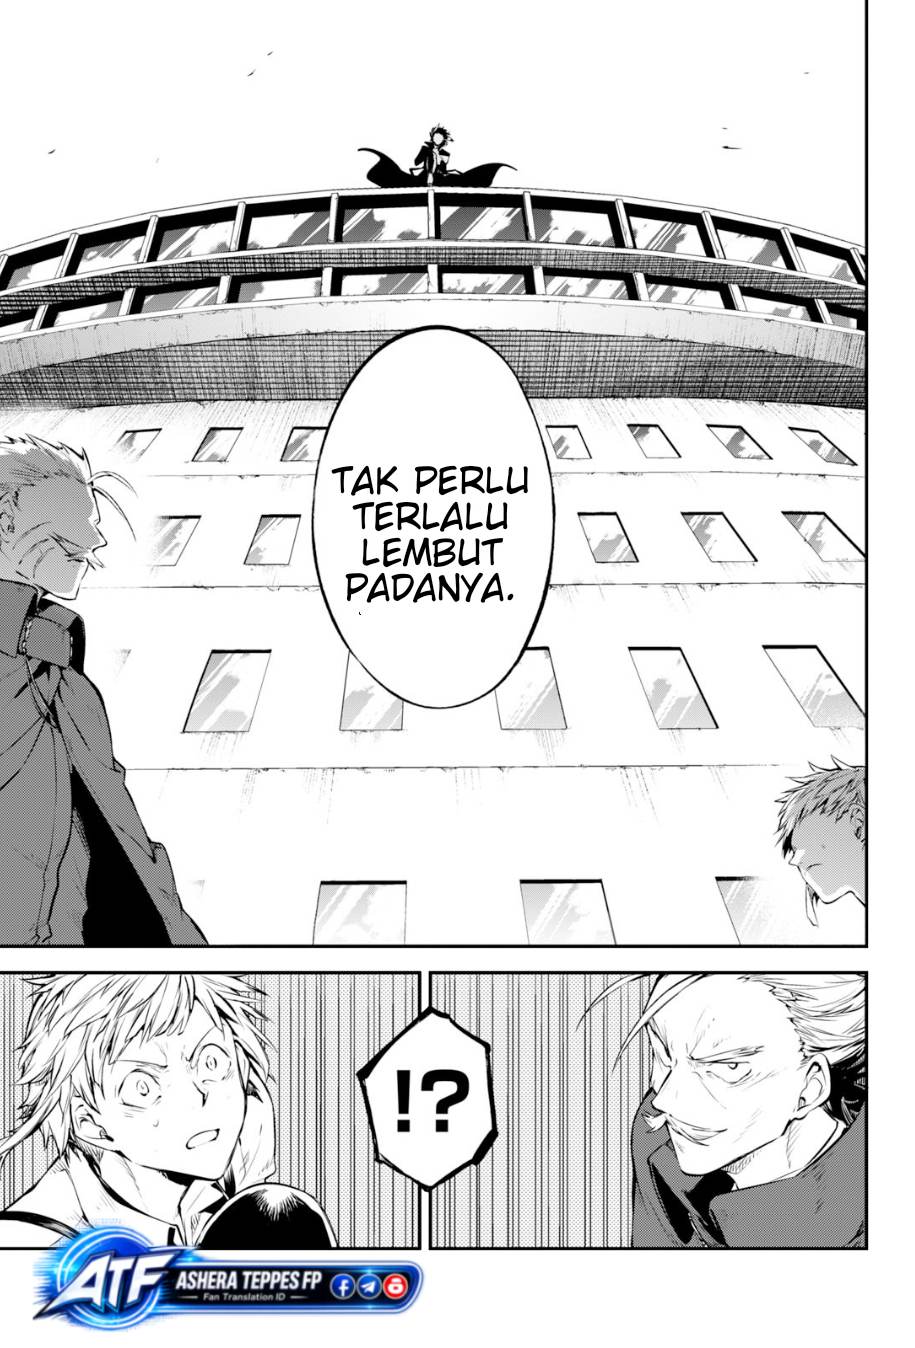 TAK PERLU
TERLALU
LEMBUT
PADANYA.
!?
ATF
ASHERA TEPPES FP
Fan Translation ID